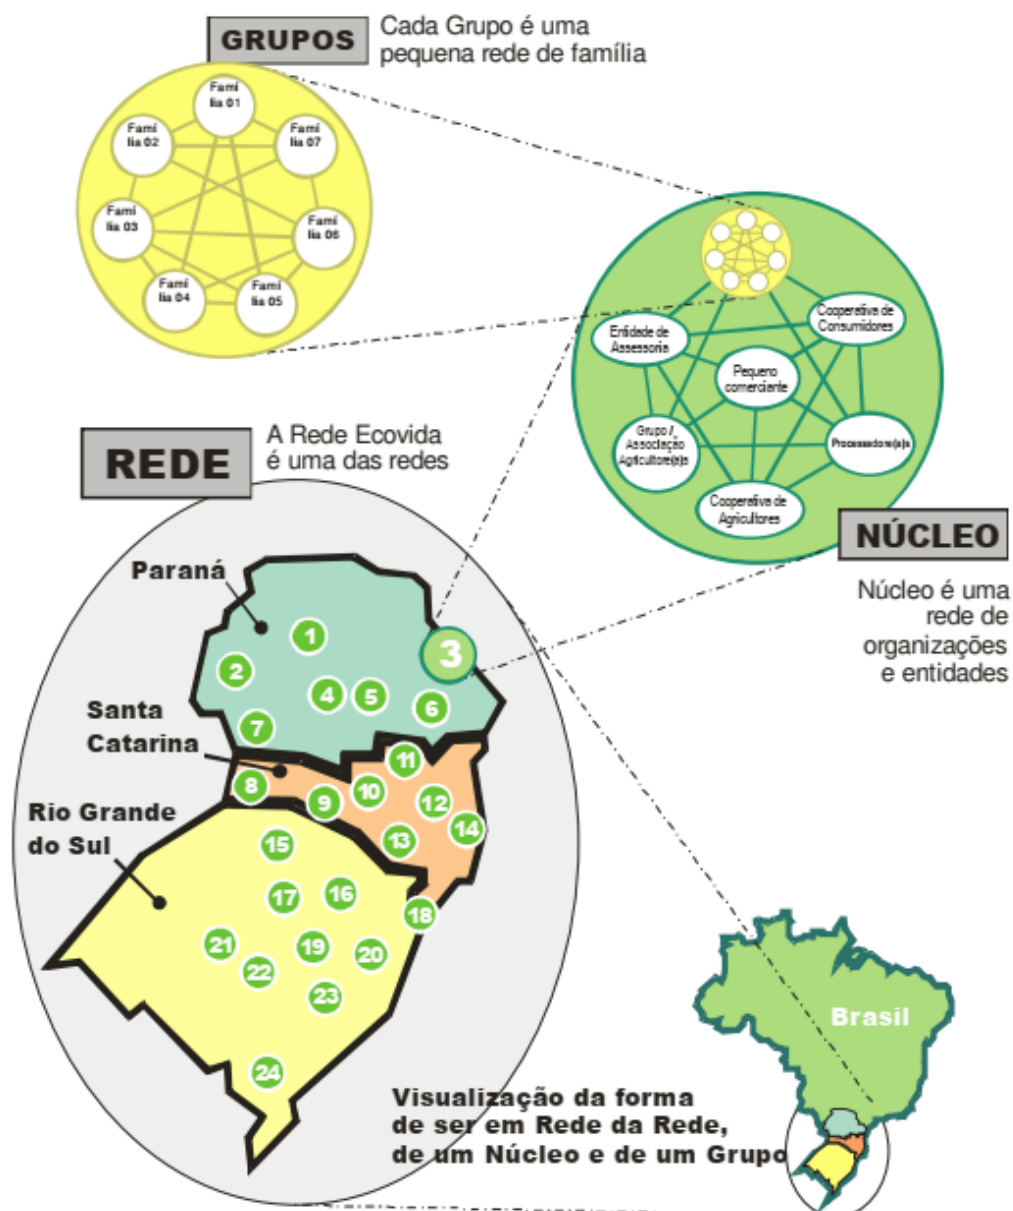 GRUPOS
Cada Grupo é uma
pequena rede de família
Famí
lia 01
Famí
lia 02
Famí
lia 07
Famí
lia 03
Famí
lia 06
Famí
lia 04
Famí
lia 05
Cooperativa de
Consumidores
Entidade de
Assessoria
Pequeno
comerciante
Grupo /
Associação
Agricultore(a)s
Processadore(a)s
Cooperativa de
Agricultores
NÚCLEO
Núcleo é uma
rede de
organizações
e entidades
REDE
A Rede Ecovida
é uma das redes
Paraná
1
2
3
4
5
6
7
Santa
Catarina
8
9
10
11
12
13
14
Rio Grande
do Sul
15
16
17
18
19
20
21
22
23
24
Brasil
Visualização da forma
de ser em Rede da Rede,
de um Núcleo e de um Grupo